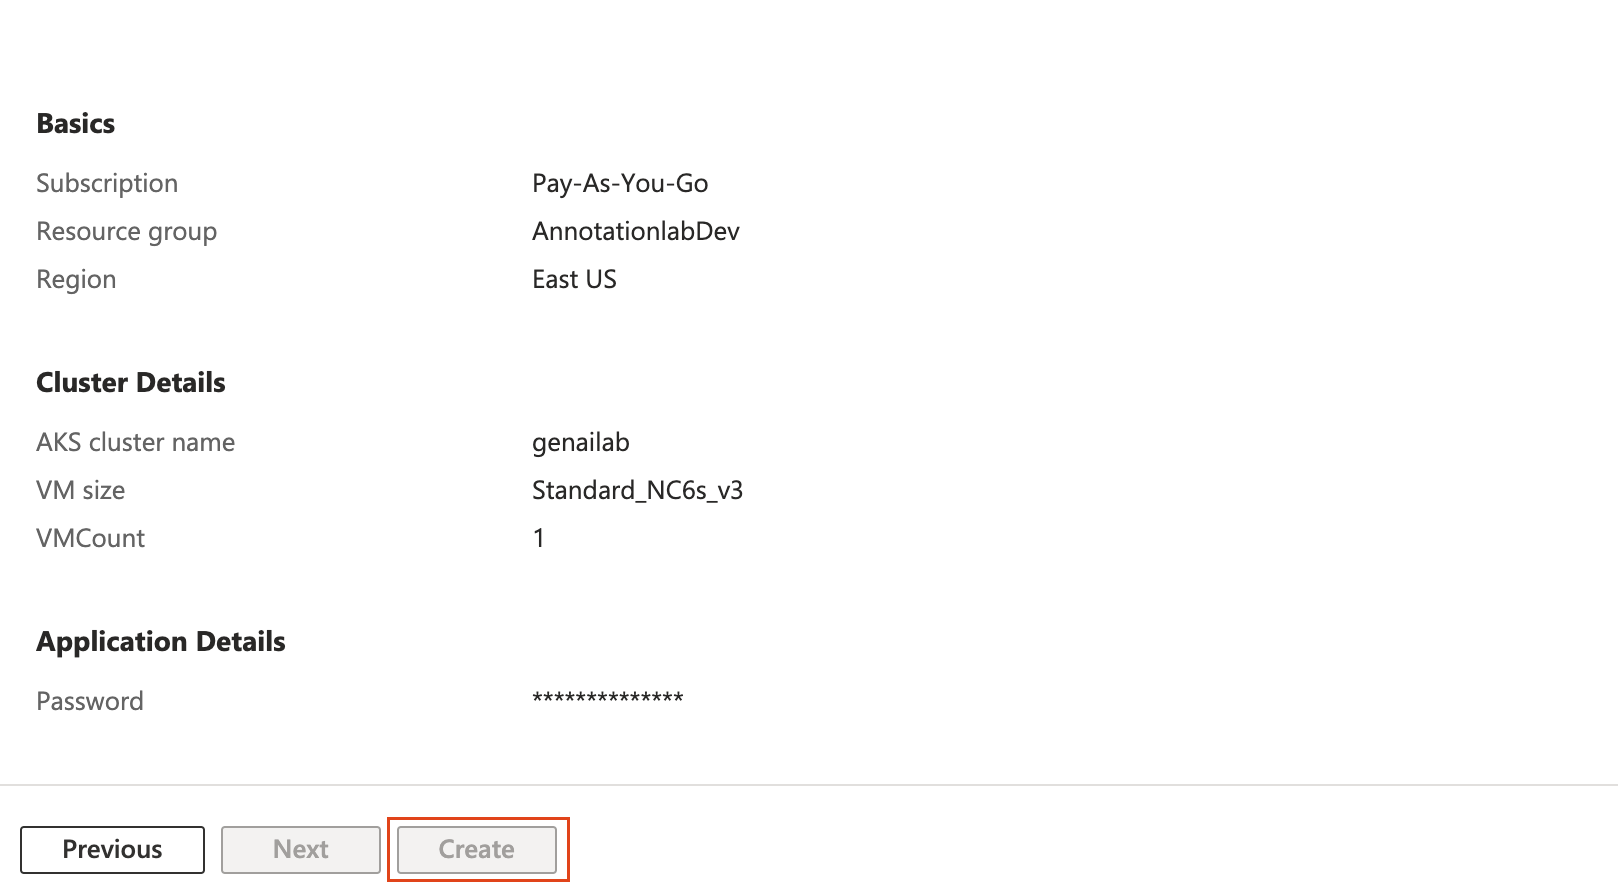 Basics
Subscription Pay-As-You-Go
Resource group AnnotationlabDev
Region East US
Cluster Details
AKS cluster name genailab
VM size Standard_NC6s_v3
VMCount 1
Application Details
Password **************
Previous Next Create